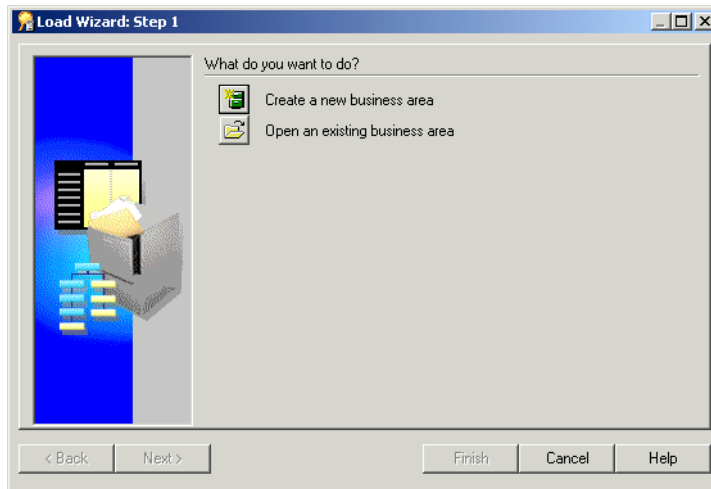 Load Wizard: Step 1
What do you want to do?
Create a new business area
Open an existing business area
< Back Next > Finish Cancel Help